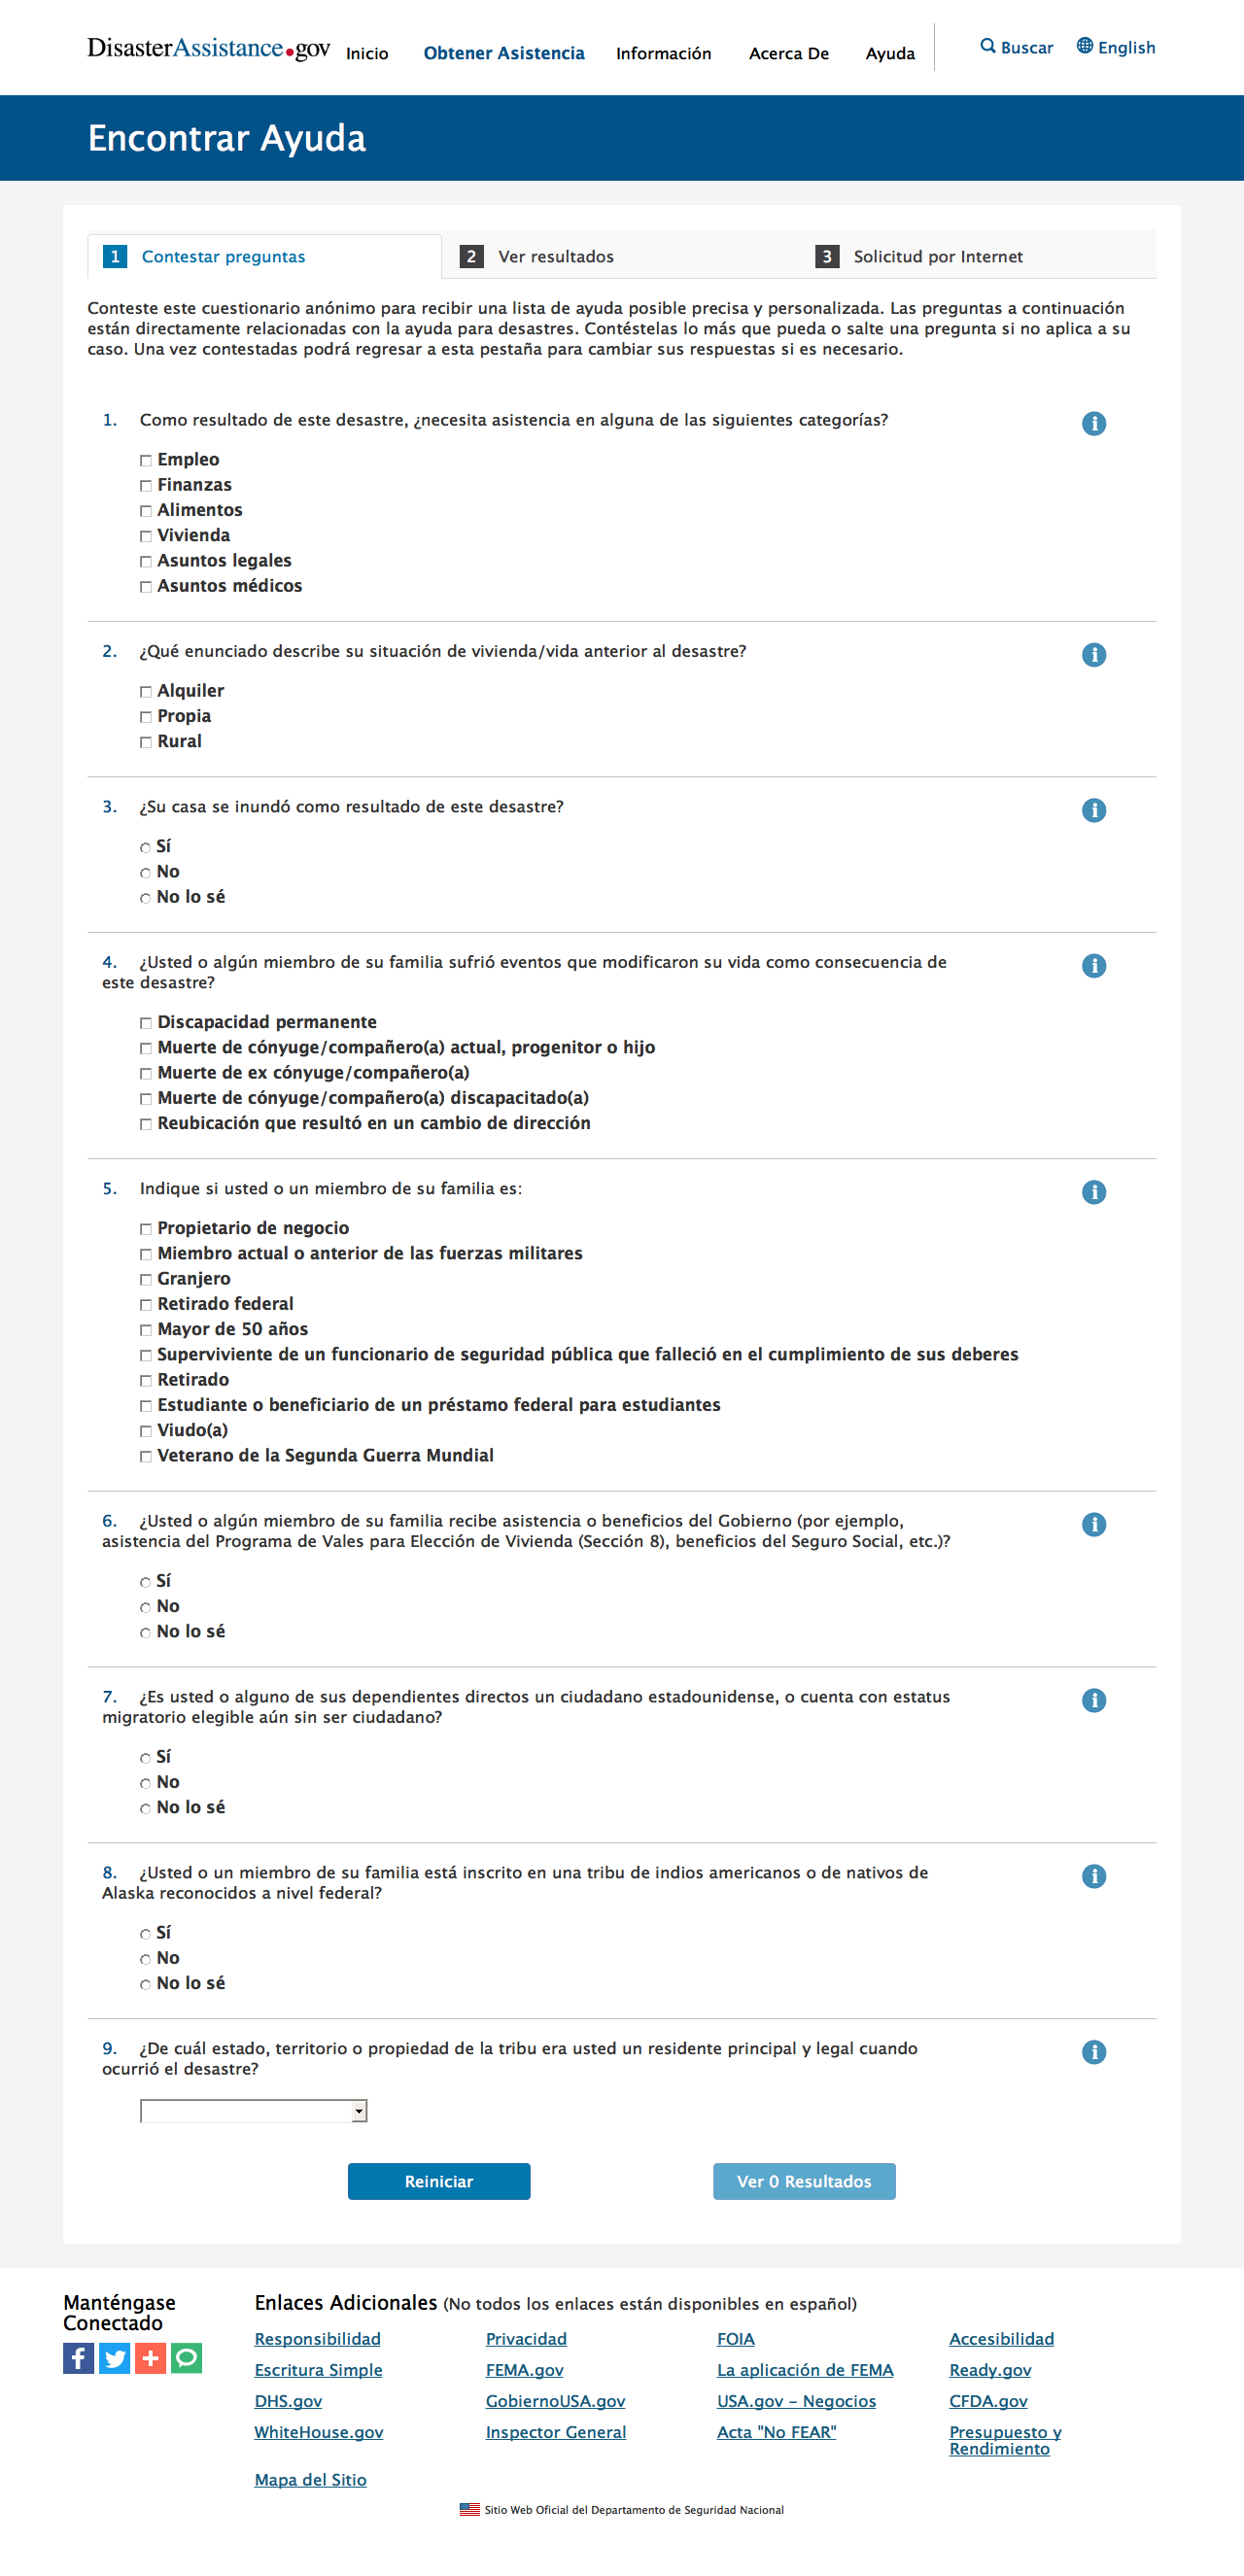 DisasterAssistance.gov Inicio Obtener Asistencia Información Acerca De Ayuda Buscar English
Encontrar Ayuda
1 Contestar preguntas 2 Ver resultados 3 Solicitud por Internet
Conteste este cuestionario anónimo para recibir una lista de ayuda posible precisa y personalizada. Las preguntas a continuación
están directamente relacionadas con la ayuda para desastres. Contéstelas lo más que pueda o salte una pregunta si no aplica a su
caso. Una vez contestadas podrá regresar a esta pestaña para cambiar sus respuestas si es necesario.
1. Como resultado de este desastre, ¿necesita asistencia en alguna de las siguientes categorías?
Empleo
Finanzas
Alimentos
Vivienda
Asuntos legales
Asuntos médicos
2. ¿Qué enunciado describe su situación de vivienda/vida anterior al desastre?
Alquiler
Propia
Rural
3. ¿Su casa se inundó como resultado de este desastre?
Sí
No
No lo sé
4. ¿Usted o algún miembro de su familia sufrió eventos que modificaron su vida como consecuencia de
este desastre?
Discapacidad permanente
Muerte de cónyuge/compañero(a) actual, progenitor o hijo
Muerte de ex cónyuge/compañero(a)
Muerte de cónyuge/compañero(a) discapacitado(a)
Reubicación que resultó en un cambio de dirección
5. Indique si usted o un miembro de su familia es:
Propietario de negocio
Miembro actual o anterior de las fuerzas militares
Granjero
Retirado federal
Mayor de 50 años
Superviviente de un funcionario de seguridad pública que falleció en el cumplimiento de sus deberes
Retirado
Estudiante o beneficiario de un préstamo federal para estudiantes
Viudo(a)
Veterano de la Segunda Guerra Mundial
6. ¿Usted o algún miembro de su familia recibe asistencia o beneficios del Gobierno (por ejemplo,
asistencia del Programa de Vales para Elección de Vivienda (Sección 8), beneficios del Seguro Social, etc.)?
Sí
No
No lo sé
7. ¿Es usted o alguno de sus dependientes directos un ciudadano estadounidense, o cuenta con estatus
migratorio elegible aún sin ser ciudadano?
Sí
No
No lo sé
8. ¿Usted o un miembro de su familia está inscrito en una tribu de indios americanos o de nativos de
Alaska reconocidos a nivel federal?
Sí
No
No lo sé
9. ¿De cuál estado, territorio o propiedad de la tribu era usted un residente principal y legal cuando
ocurrió el desastre?
Reiniciar Ver 0 Resultados
Manténgase
Conectado
Enlaces Adicionales (No todos los enlaces están disponibles en español)
Responsibilidad Privacidad FOIA Accesibilidad
Escritura Simple FEMA.gov La aplicación de FEMA Ready.gov
DHS.gov GobiernoUSA.gov USA.gov - Negocios CFDA.gov
WhiteHouse.gov Inspector General Acta "No FEAR" Presupuesto y
Rendimiento
Mapa del Sitio
Sitio Web Oficial del Departamento de Seguridad Nacional